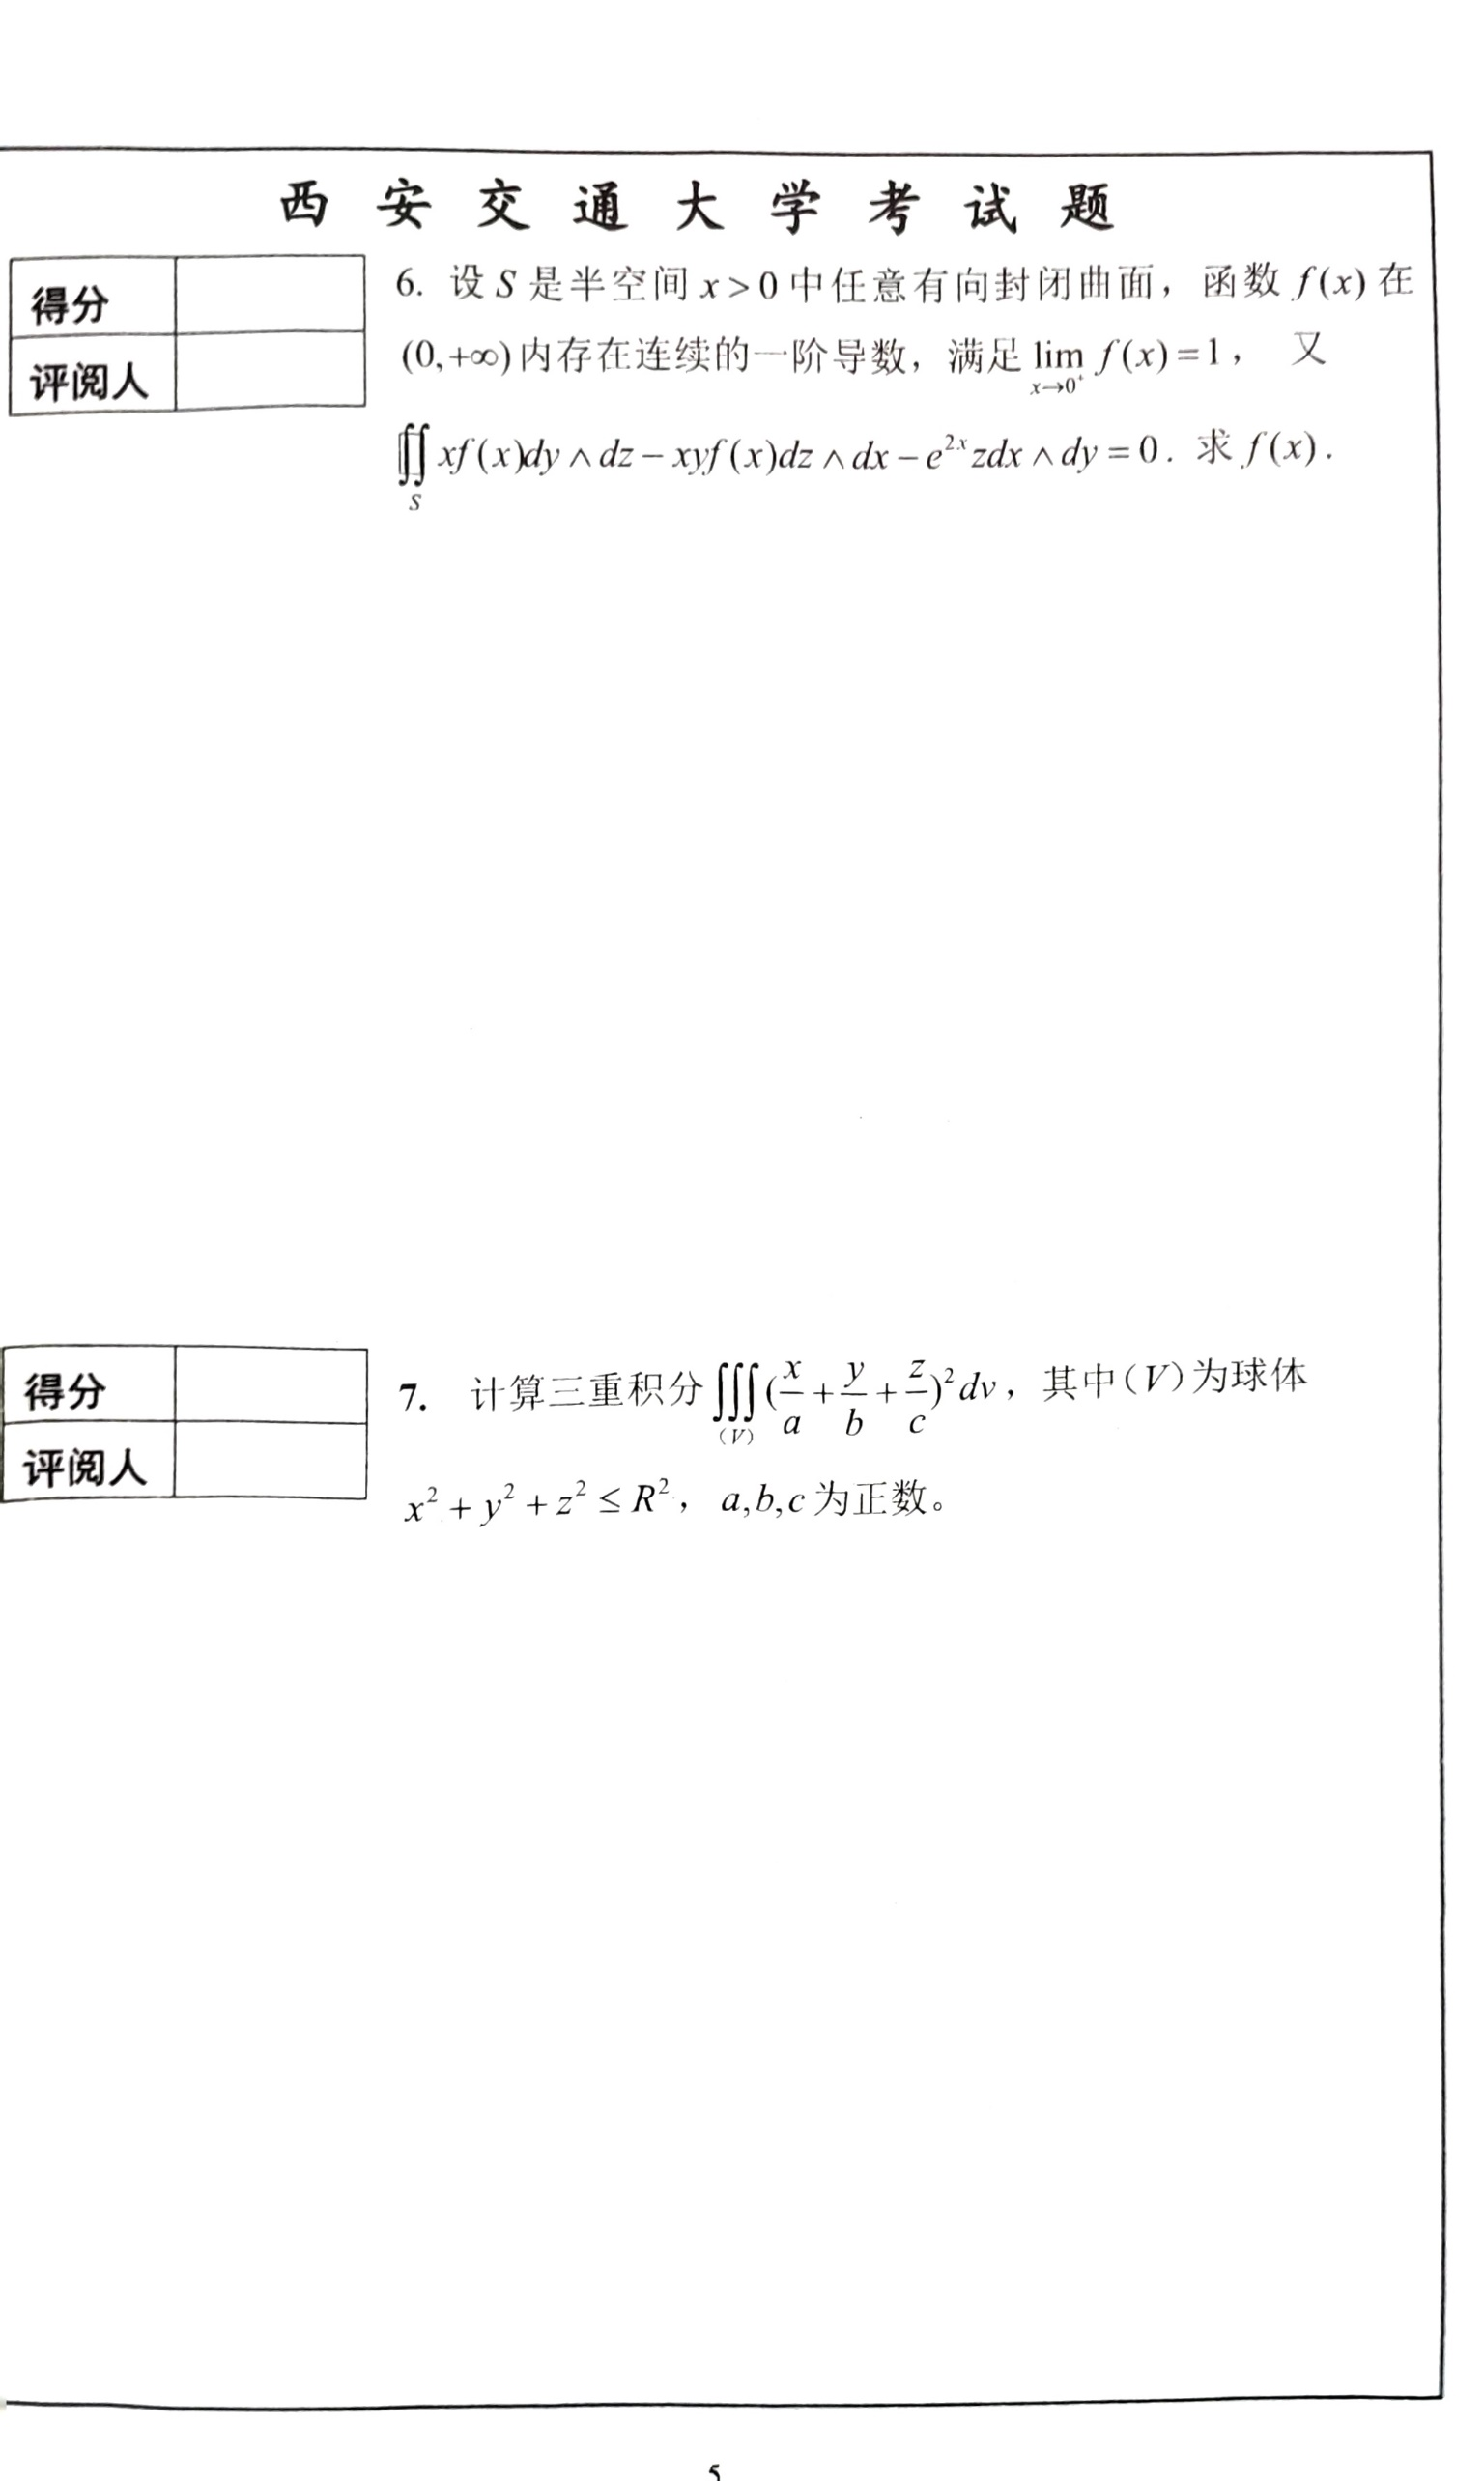 西安交通大学考试题
得分
评阅人
6. 设 S 是半空间 x>0 中任意有向封闭曲面，函数 f(x) 在
(0,+∞)内存在连续的一阶导数，满足 lim_{x→0⁺} f(x)=1， 又
∯_S xf(x)dy∧dz−xyf(x)dz∧dx−e^{2x}zdx∧dy=0. 求 f(x).
得分
评阅人
7. 计算三重积分∭_{(V)} (x/a+y/b+z/c)²dv，其中(V)为球体
x²+y²+z²≤R²， a,b,c为正数。
5